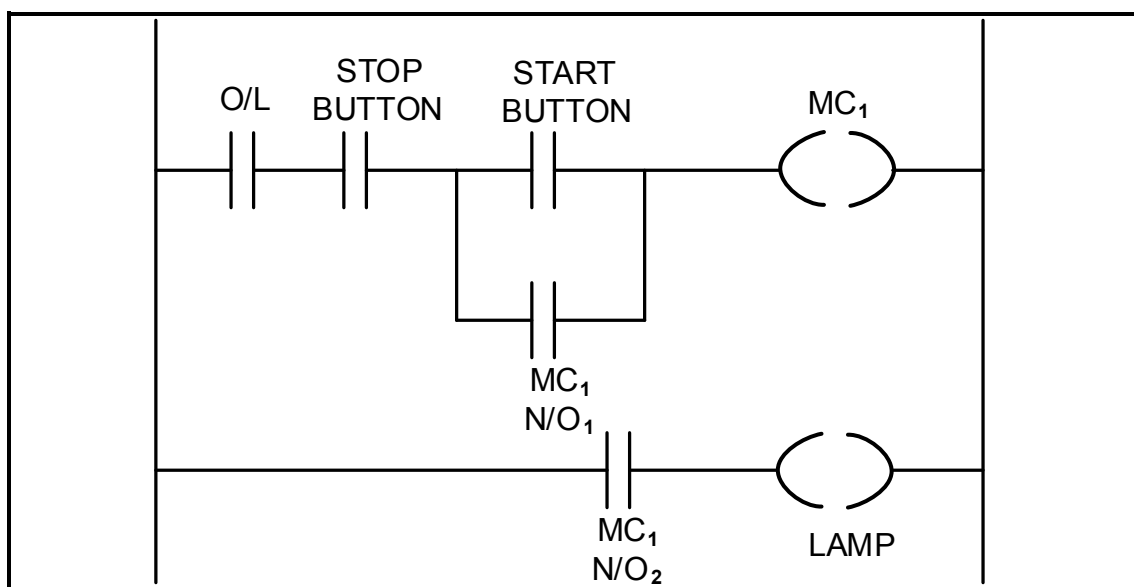 O/L
STOP
BUTTON
START
BUTTON
MC₁
MC₁
N/O₁
MC₁
N/O₂
LAMP